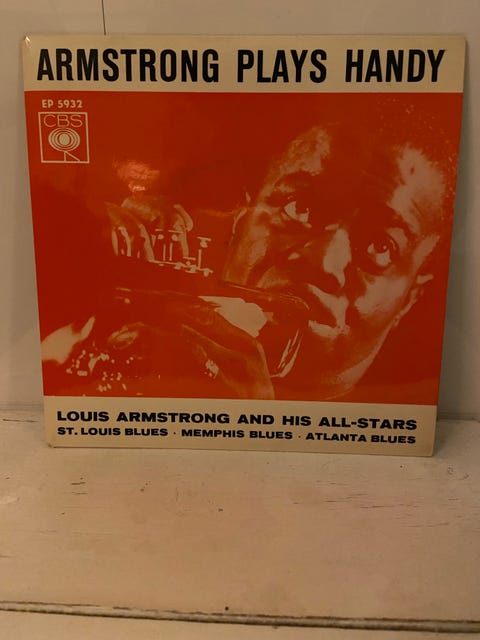 ARMSTRONG PLAYS HANDY
EP 5932
CBS
LOUIS ARMSTRONG AND HIS ALL-STARS
ST. LOUIS BLUES · MEMPHIS BLUES · ATLANTA BLUES